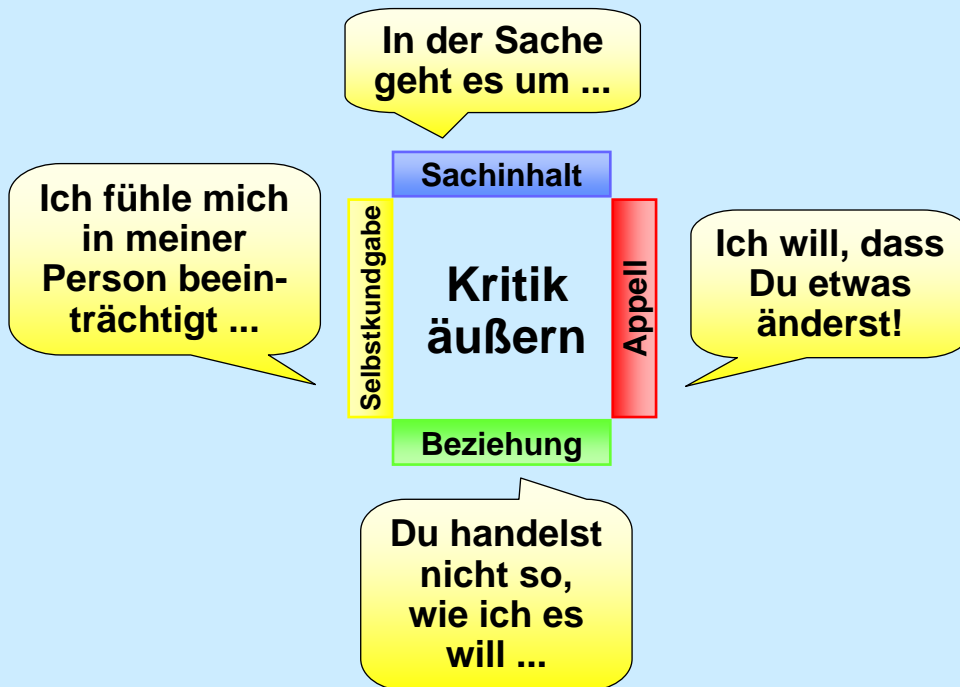 In der Sache
geht es um ...
Sachinhalt
Ich fühle mich
in meiner
Person beein-
trächtigt ...
Selbstkundgabe
Kritik
äußern
Appell
Ich will, dass
Du etwas
änderst!
Beziehung
Du handelst
nicht so,
wie ich es
will ...